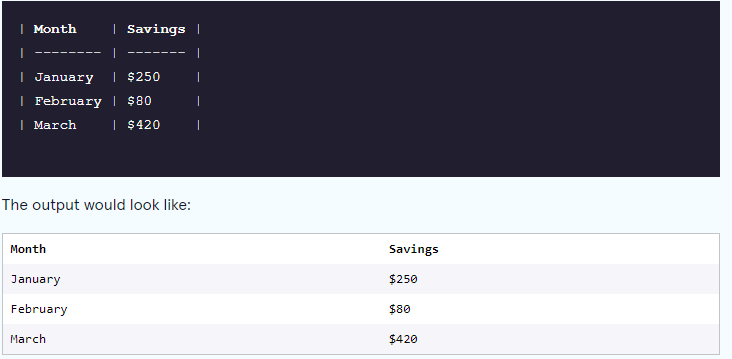 | Month    | Savings |
| -------- | ------- |
| January  | $250    |
| February | $80     |
| March    | $420    |
The output would look like:
Month Savings
January $250
February $80
March $420